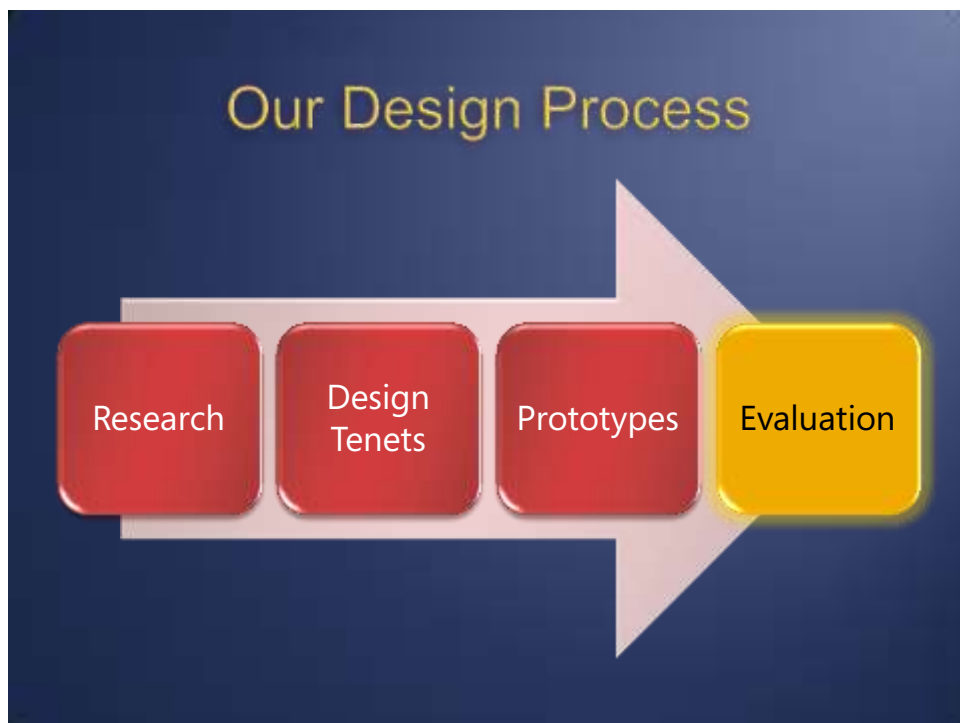 Our Design Process
Research
Design
Tenets
Prototypes
Evaluation